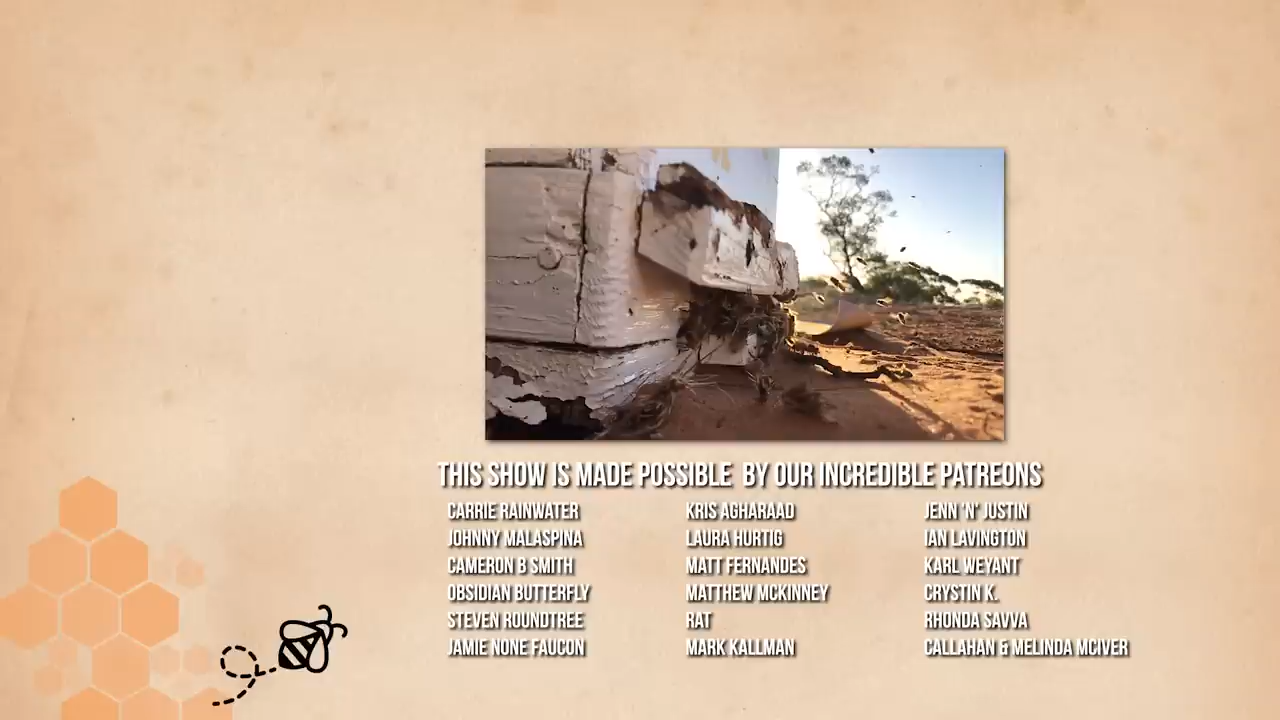 THIS SHOW IS MADE POSSIBLE BY OUR INCREDIBLE PATREONS
CARRIE RAINWATER
JOHNNY MALASPINA
CAMERON B SMITH
OBSIDIAN BUTTERFLY
STEVEN ROUNDTREE
JAMIE NONE FAUCON
KRIS AGHARAAD
LAURA HURTIG
MATT FERNANDES
MATTHEW MCKINNEY
RAT
MARK KALLMAN
JENN 'N' JUSTIN
IAN LAVINGTON
KARL WEYANT
CRYSTIN K.
RHONDA SAVVA
CALLAHAN & MELINDA MCIVER